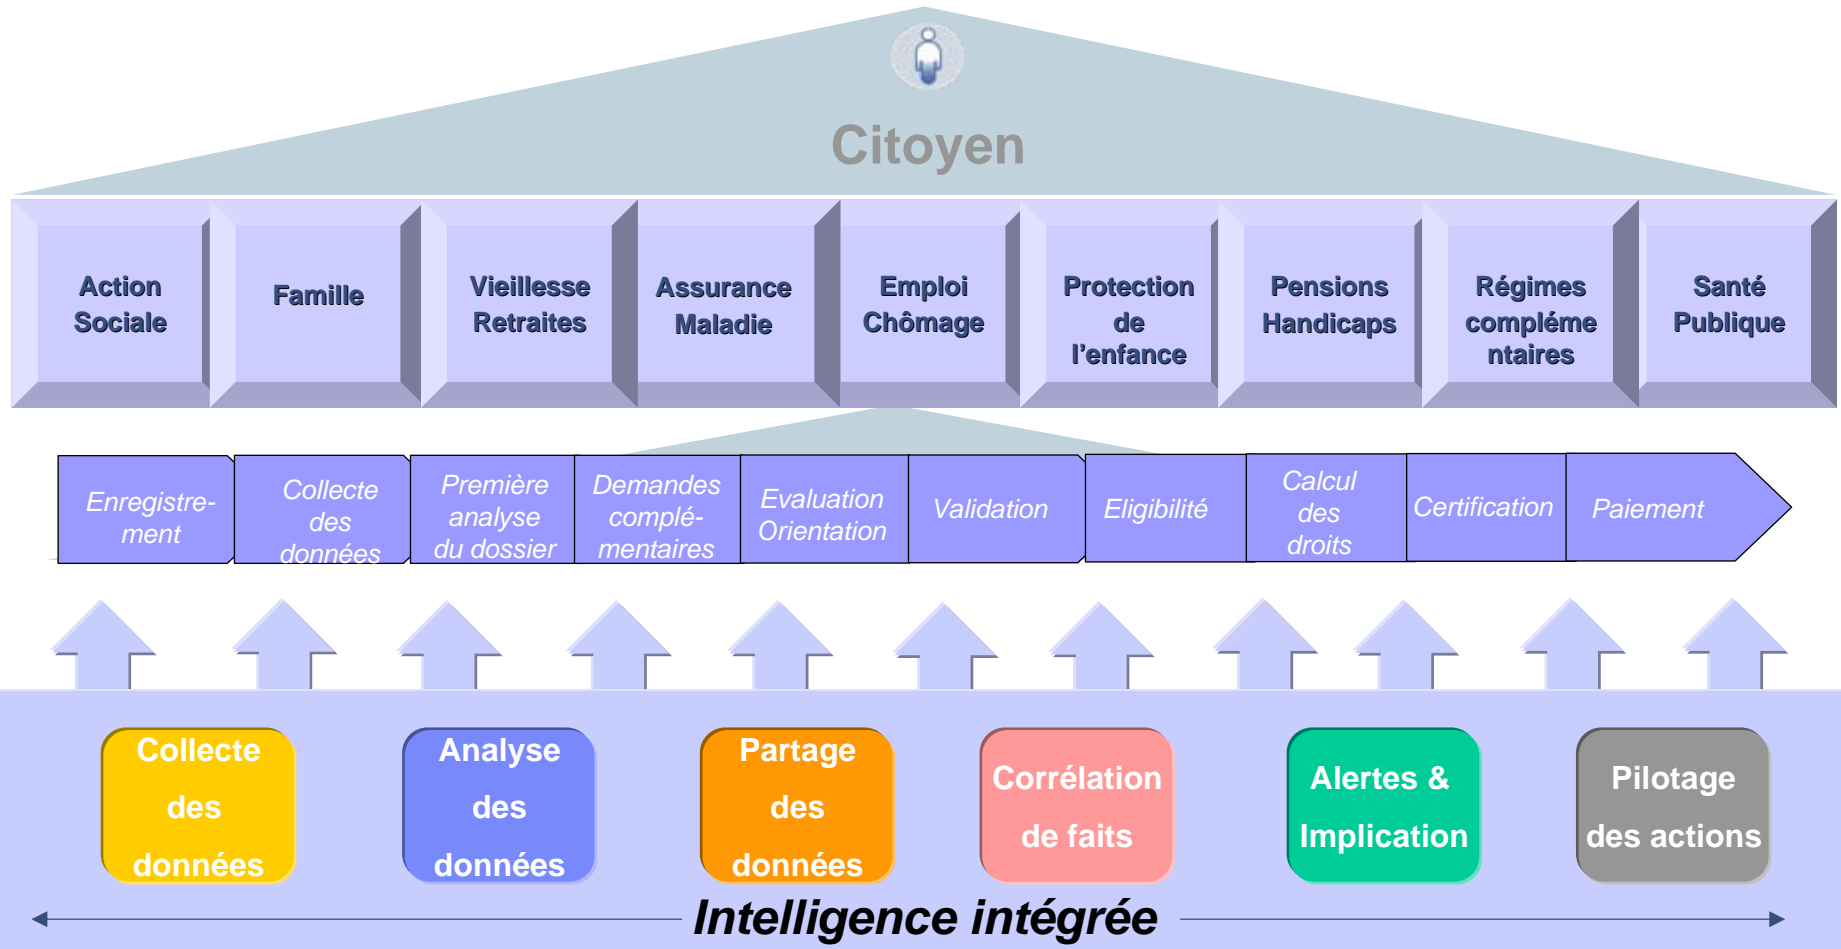 Citoyen
Action
Sociale
Famille
Vieillesse
Retraites
Assurance
Maladie
Emploi
Chômage
Protection
de
l'enfance
Pensions
Handicaps
Régimes
compléme
ntaires
Santé
Publique
Enregistre-
ment
Collecte
des
données
Première
analyse
du dossier
Demandes
complé-
mentaires
Evaluation
Orientation
Validation
Eligibilité
Calcul
des
droits
Certification
Paiement
Collecte
des
données
Analyse
des
données
Partage
des
données
Corrélation
de faits
Alertes &
Implication
Pilotage
des actions
Intelligence intégrée